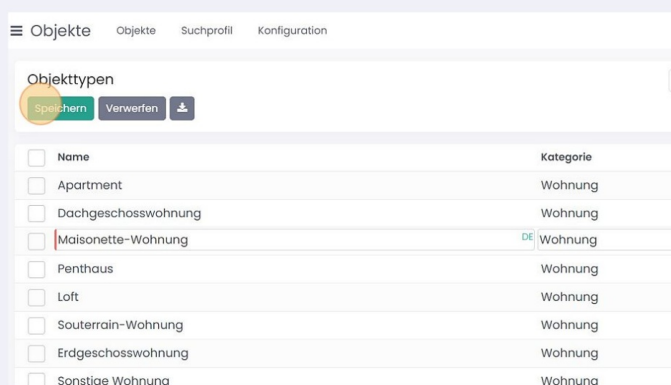 Objekte Objekte Suchprofil Konfiguration
Objekttypen
Speichern Verwerfen
Name Kategorie
Apartment Wohnung
Dachgeschosswohnung Wohnung
Maisonette-Wohnung DE Wohnung
Penthaus Wohnung
Loft Wohnung
Souterrain-Wohnung Wohnung
Erdgeschosswohnung Wohnung
Sonstige Wohnung Wohnung